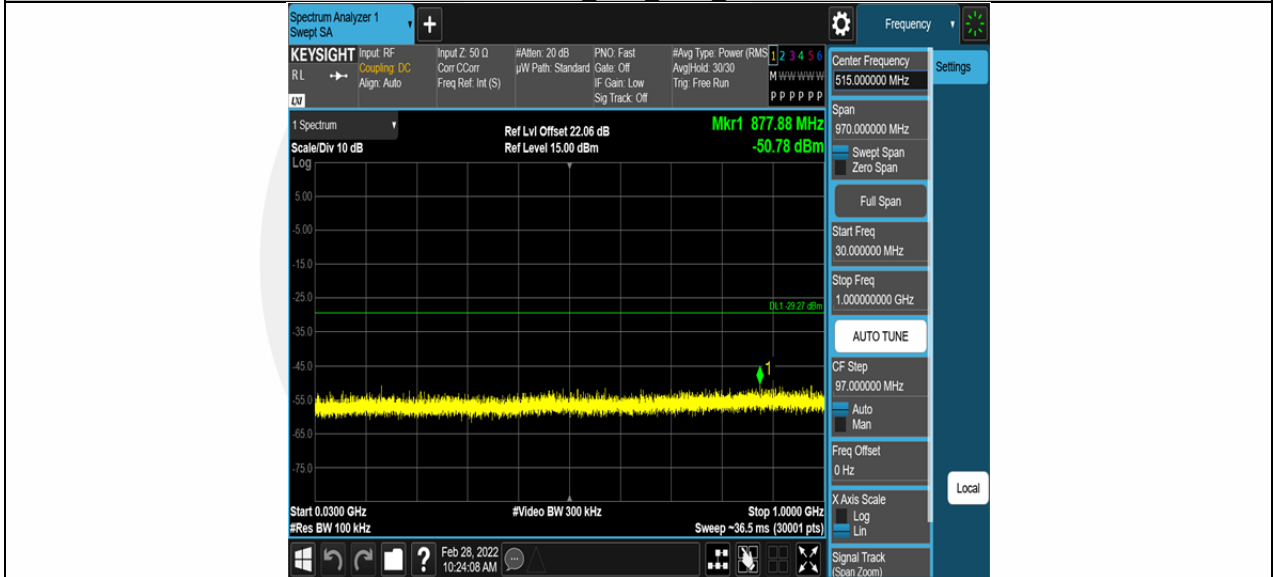 Spectrum Analyzer 1
Swept SA
+
Frequency
KEYSIGHT
RL
LXI
Input: RF
Coupling: DC
Align: Auto
Input Z: 50 Ω
Corr CCorr
Freq Ref: Int (S)
#Atten: 20 dB
µW Path: Standard
PNO: Fast
Gate: Off
IF Gain: Low
Sig Track: Off
#Avg Type: Power (RMS
Avg|Hold: 30/30
Trig: Free Run
1 2 3 4 5 6
M W W W W W
P P P P P P
1 Spectrum
Scale/Div 10 dB
Log
Ref Lvl Offset 22.06 dB
Ref Level 15.00 dBm
Mkr1 877.88 MHz
-50.78 dBm
5.00
-5.00
-15.0
-25.0
DL1 -29.27 dBm
-35.0
-45.0
1
-55.0
-65.0
-75.0
Start 0.0300 GHz
#Res BW 100 kHz
#Video BW 300 kHz
Stop 1.0000 GHz
Sweep ~36.5 ms (30001 pts)
?
Feb 28, 2022
10:24:08 AM
Center Frequency
515.000000 MHz
Span
970.000000 MHz
Swept Span
Zero Span
Full Span
Start Freq
30.000000 MHz
Stop Freq
1.000000000 GHz
AUTO TUNE
CF Step
97.000000 MHz
Auto
Man
Freq Offset
0 Hz
X Axis Scale
Log
Lin
Signal Track
(Span Zoom)
Settings
Local